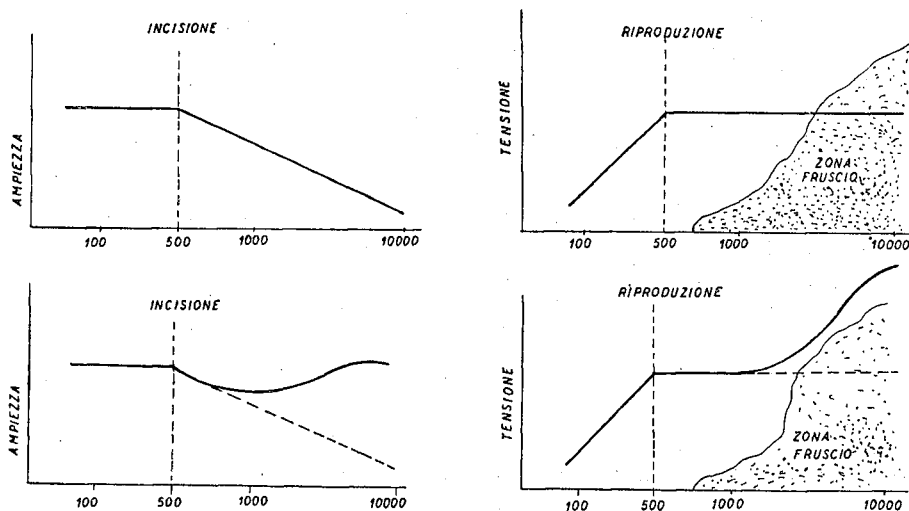 INCISIONE
AMPIEZZA
100 500 1000 10000
RIPRODUZIONE
TENSIONE
ZONA
FRUSCIO
100 500 1000 10000
INCISIONE
AMPIEZZA
100 500 1000 10000
RIPRODUZIONE
TENSIONE
ZONA
FRUSCIO
100 500 1000 10000